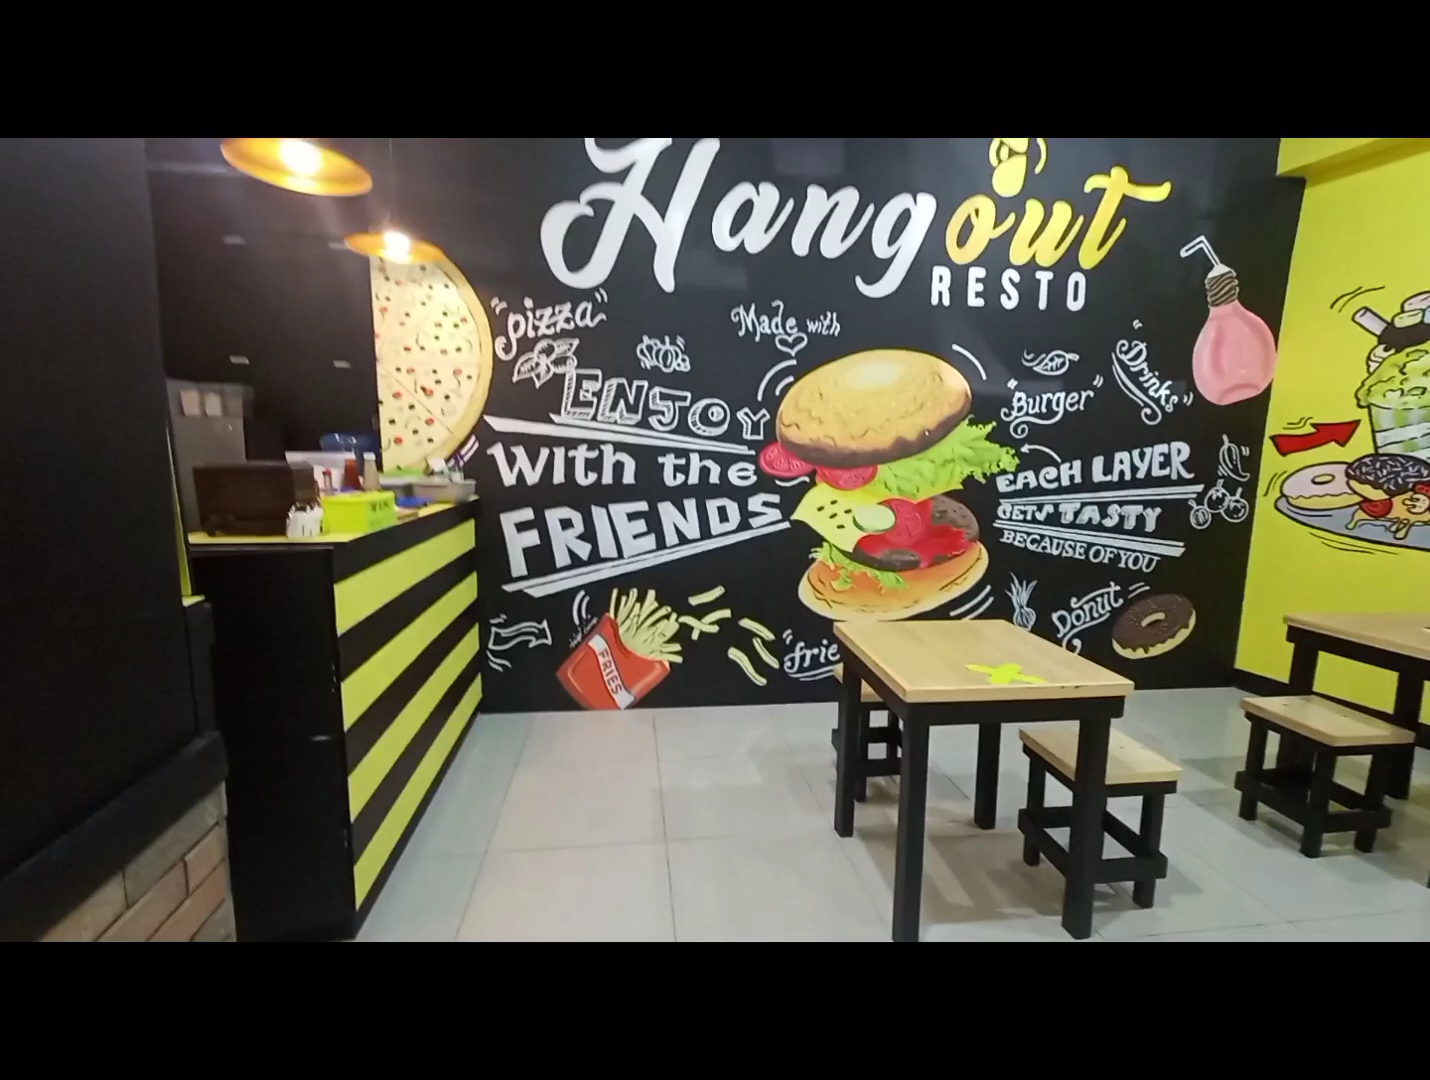 Hangout
RESTO
"pizza"
Made with
ENJOY
with the
FRIENDS
"Burger"
"Drinks"
EACH LAYER
GETS TASTY
BECAUSE OF YOU
Donut
FRIES
"frie